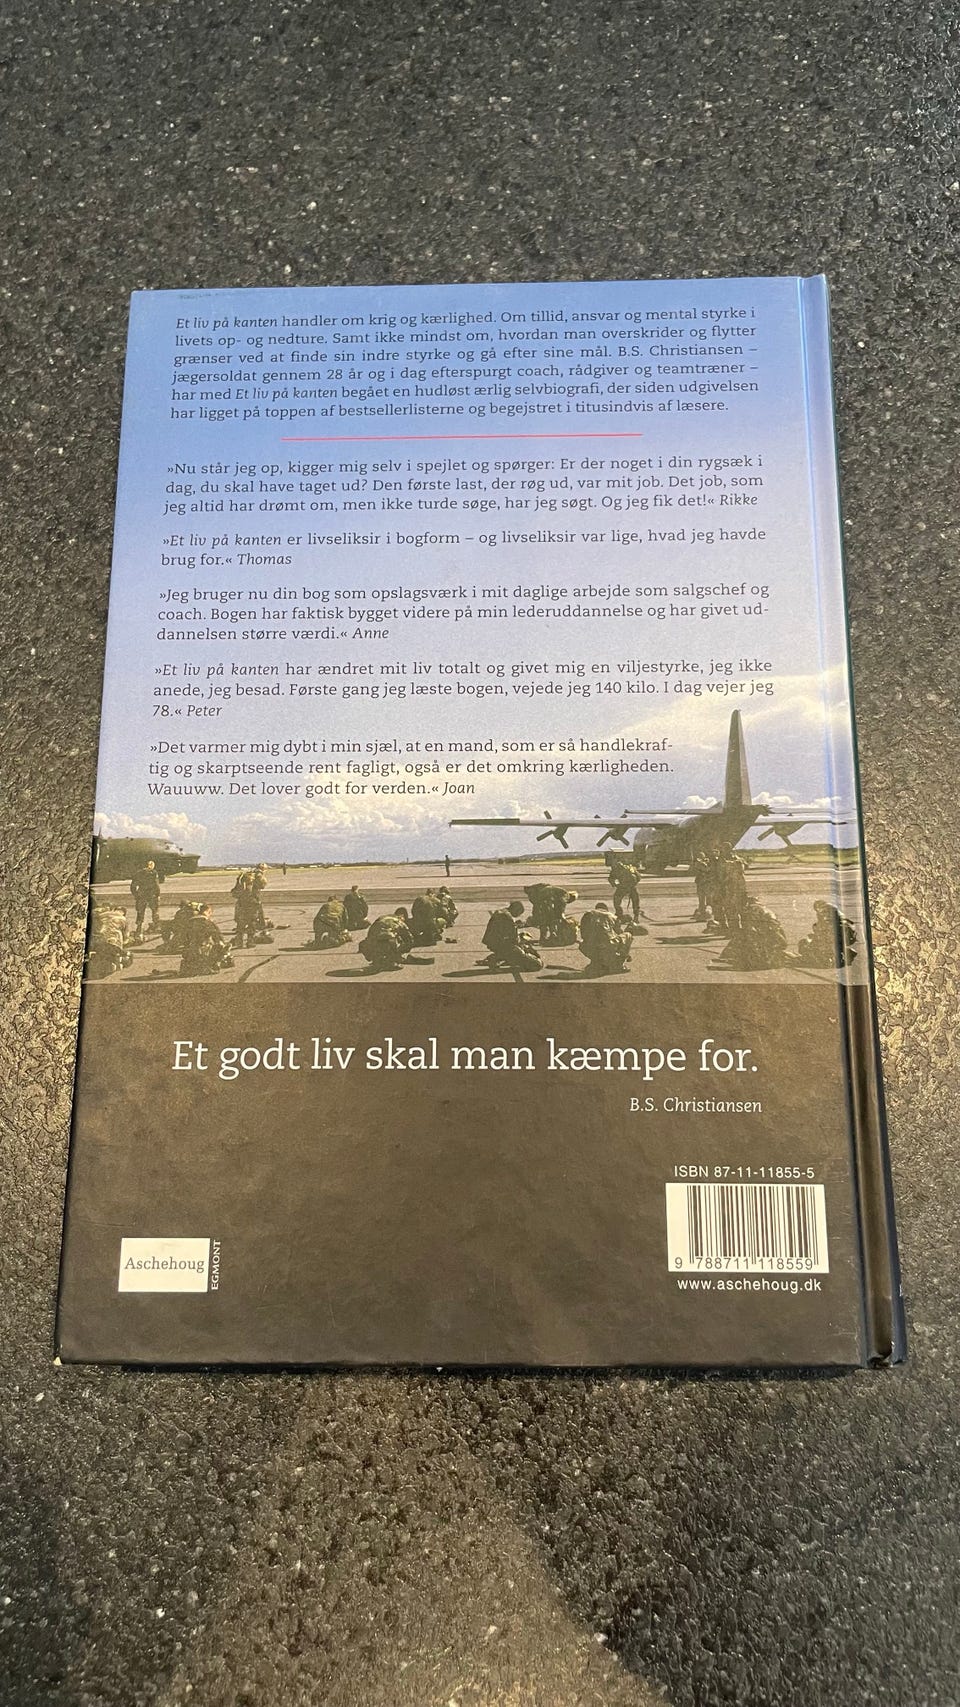 Et liv på kanten handler om krig og kærlighed. Om tillid, ansvar og mental styrke i
livets op- og nedture. Samt ikke mindst om, hvordan man overskrider og flytter
grænser ved at finde sin indre styrke og gå efter sine mål. B.S. Christiansen –
jægersoldat gennem 28 år og i dag efterspurgt coach, rådgiver og teamtræner –
har med Et liv på kanten begået en hudløst ærlig selvbiografi, der siden udgivelsen
har ligget på toppen af bestsellerlisterne og begejstret i titusindvis af læsere.
»Nu står jeg op, kigger mig selv i spejlet og spørger: Er der noget i din rygsæk i
dag, du skal have taget ud? Den første last, der røg ud, var mit job. Det job, som
jeg altid har drømt om, men ikke turde søge, har jeg søgt. Og jeg fik det!« Rikke
»Et liv på kanten er livseliksir i bogform – og livseliksir var lige, hvad jeg havde
brug for.« Thomas
»Jeg bruger nu din bog som opslagsværk i mit daglige arbejde som salgschef og
coach. Bogen har faktisk bygget videre på min lederuddannelse og har givet ud-
dannelsen større værdi.« Anne
»Et liv på kanten har ændret mit liv totalt og givet mig en viljestyrke, jeg ikke
anede, jeg besad. Første gang jeg læste bogen, vejede jeg 140 kilo. I dag vejer jeg
78.« Peter
»Det varmer mig dybt i min sjæl, at en mand, som er så handlekraf-
tig og skarptseende rent fagligt, også er det omkring kærligheden.
Wauuww. Det lover godt for verden.« Joan
Et godt liv skal man kæmpe for.
B.S. Christiansen
ISBN 87-11-11855-5
9 788711 118559
www.aschehoug.dk
Aschehoug
EGMONT